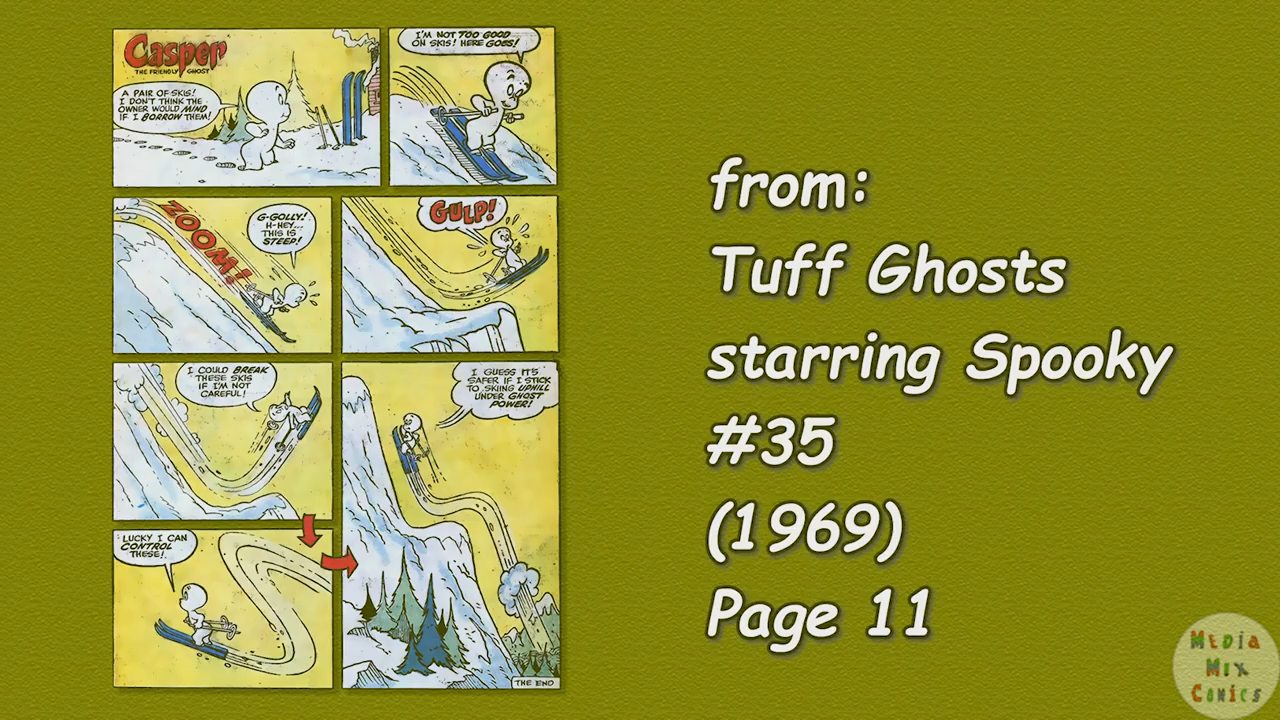 Casper
THE FRIENDLY GHOST
A PAIR OF SKIS!
I DON'T THINK THE
OWNER WOULD MIND
IF I BORROW THEM!
I'M NOT TOO GOOD
ON SKIS! HERE GOES!
ZOOM!
G-GOLLY!
H-HEY...
THIS IS
STEEP!
GULP!
I COULD BREAK
THESE SKIS
IF I'M NOT
CAREFUL!
LUCKY I CAN
CONTROL
THESE!
I GUESS IT'S
SAFER IF I STICK
TO SKIING UPHILL
UNDER GHOST
POWER!
THE END
from:
Tuff Ghosts
starring Spooky
#35
(1969)
Page 11
MEDIA
MIX
COMICS